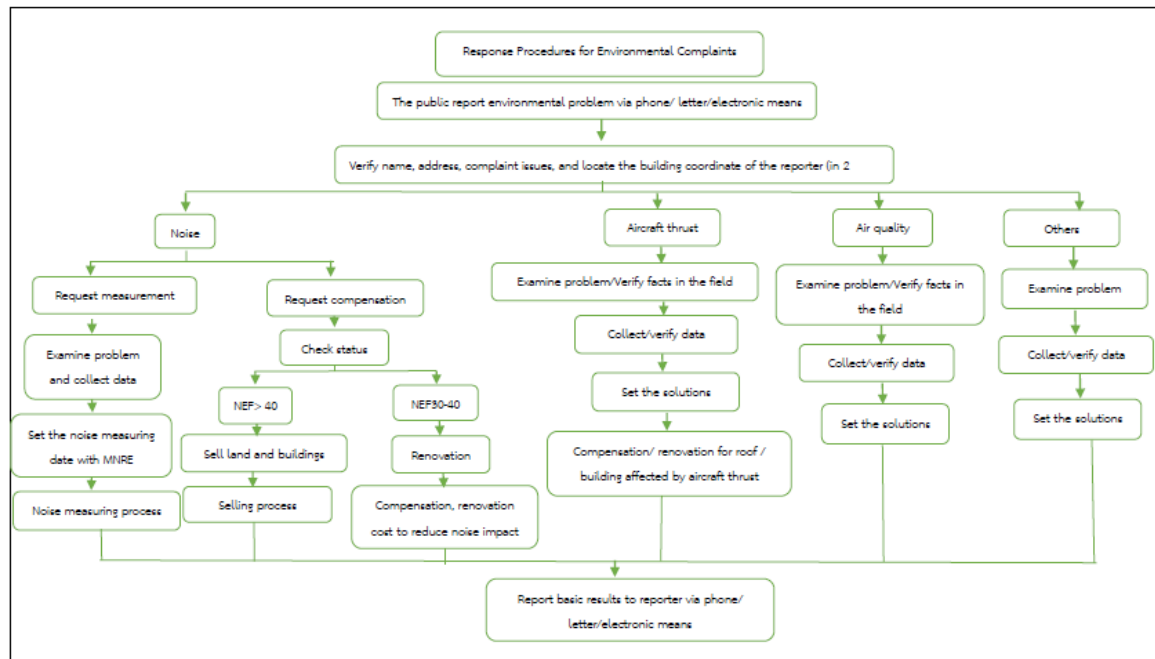 Response Procedures for Environmental Complaints
The public report environmental problem via phone/ letter/electronic means
Verify name, address, complaint issues, and locate the building coordinate of the reporter (in 2
Noise
Aircraft thrust
Air quality
Others
Request measurement
Request compensation
Examine problem/Verify facts in the field
Examine problem/Verify facts in
the field
Examine problem
Examine problem
and collect data
Check status
Collect/verify data
Collect/verify data
Collect/verify data
NEF> 40
NEF30-40
Set the solutions
Set the solutions
Set the solutions
Set the noise measuring
date with MNRE
Sell land and buildings
Renovation
Compensation/ renovation for roof /
building affected by aircraft thrust
Noise measuring process
Selling process
Compensation, renovation
cost to reduce noise impact
Report basic results to reporter via phone/
letter/electronic means